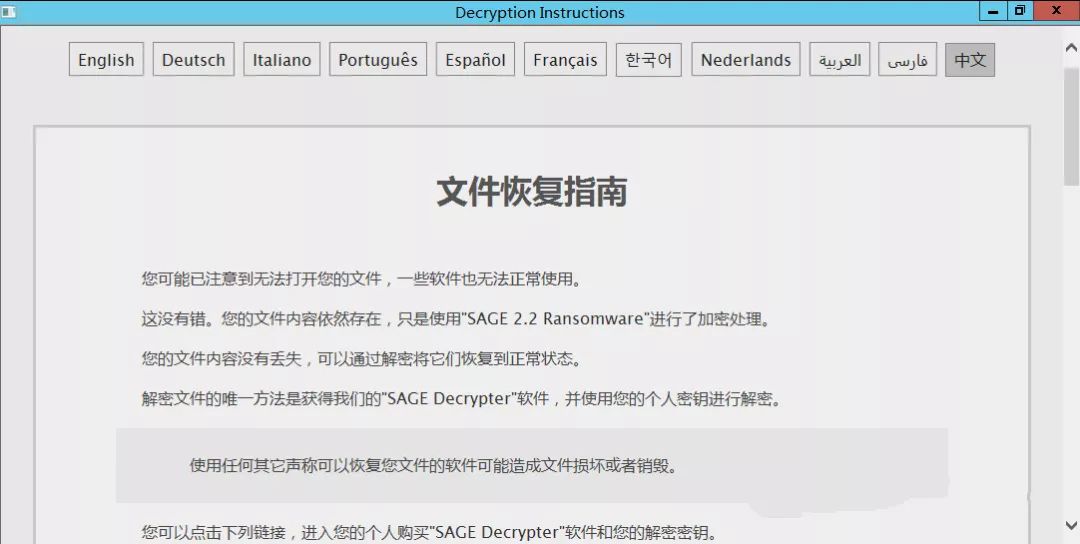 Decryption Instructions
English Deutsch Italiano Português Español Français 한국어 Nederlands العربية فارسی 中文
文件恢复指南
您可能已注意到无法打开您的文件，一些软件也无法正常使用。
这没有错。您的文件内容依然存在，只是使用"SAGE 2.2 Ransomware"进行了加密处理。
您的文件内容没有丢失，可以通过解密将它们恢复到正常状态。
解密文件的唯一方法是获得我们的"SAGE Decrypter"软件，并使用您的个人密钥进行解密。
使用任何其它声称可以恢复您文件的软件可能造成文件损坏或者销毁。
您可以点击下列链接，进入您的个人购买"SAGE Decrypter"软件和您的解密密钥。